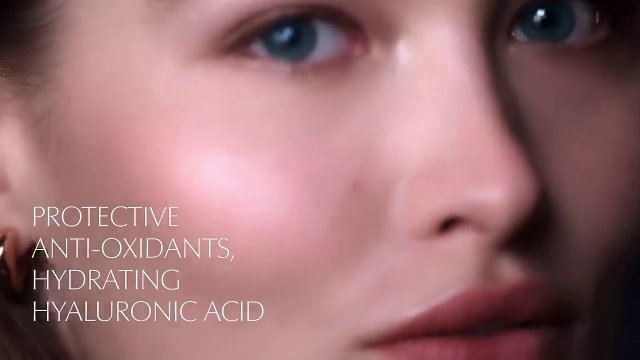 PROTECTIVE
ANTI-OXIDANTS,
HYDRATING
HYALURONIC ACID